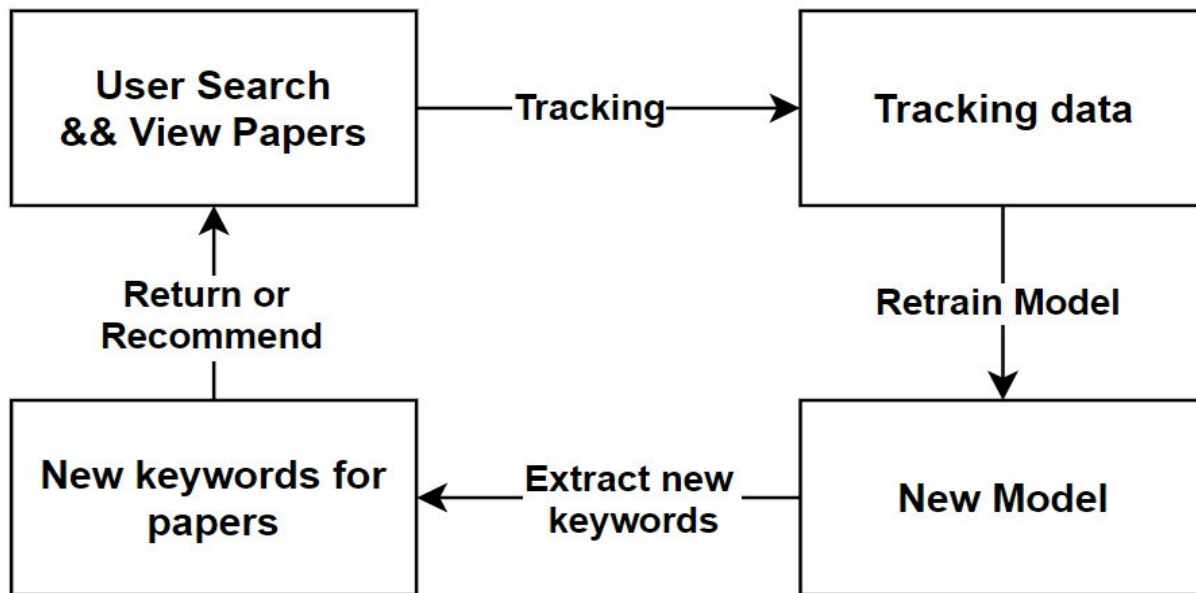 User Search
&& View Papers
Tracking
Tracking data
Return or
Recommend
Retrain Model
New keywords for
papers
Extract new
keywords
New Model